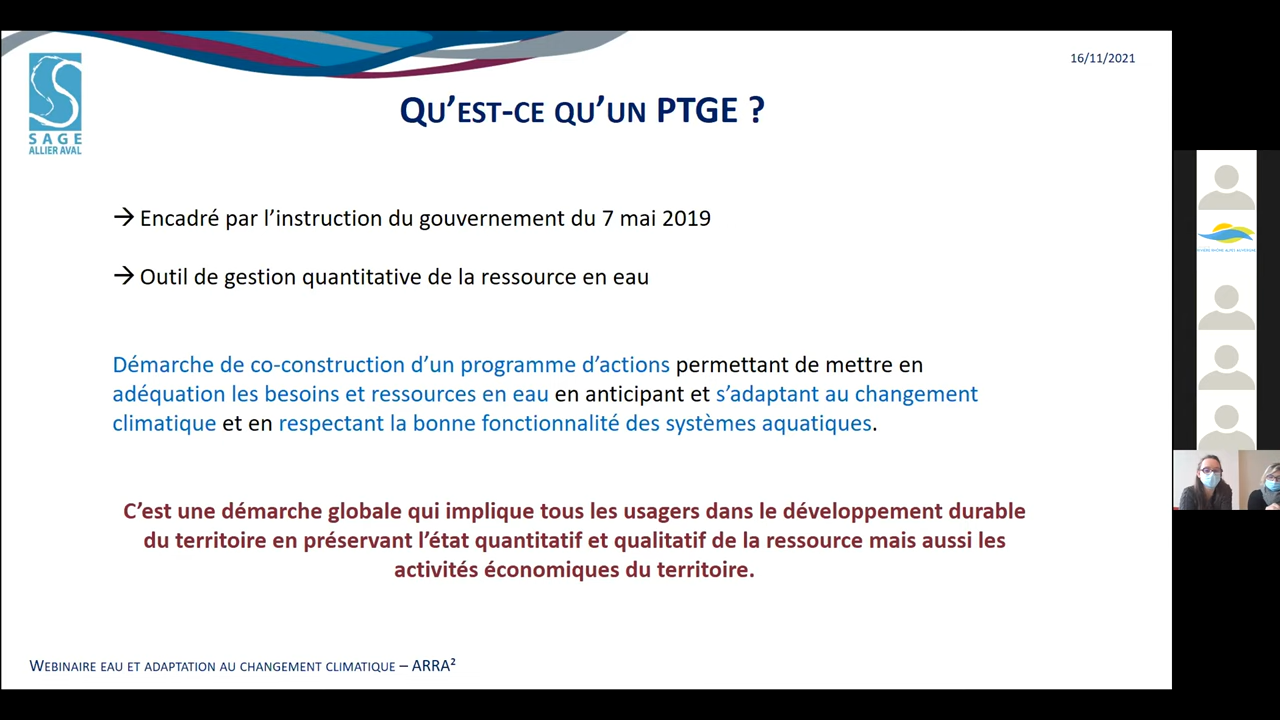 16/11/2021
SAGE
ALLIER AVAL
QU'EST-CE QU'UN PTGE ?
→ Encadré par l'instruction du gouvernement du 7 mai 2019
→ Outil de gestion quantitative de la ressource en eau
Démarche de co-construction d'un programme d'actions permettant de mettre en
adéquation les besoins et ressources en eau en anticipant et s'adaptant au changement
climatique et en respectant la bonne fonctionnalité des systèmes aquatiques.
C'est une démarche globale qui implique tous les usagers dans le développement durable
du territoire en préservant l'état quantitatif et qualitatif de la ressource mais aussi les
activités économiques du territoire.
WEBINAIRE EAU ET ADAPTATION AU CHANGEMENT CLIMATIQUE – ARRA²